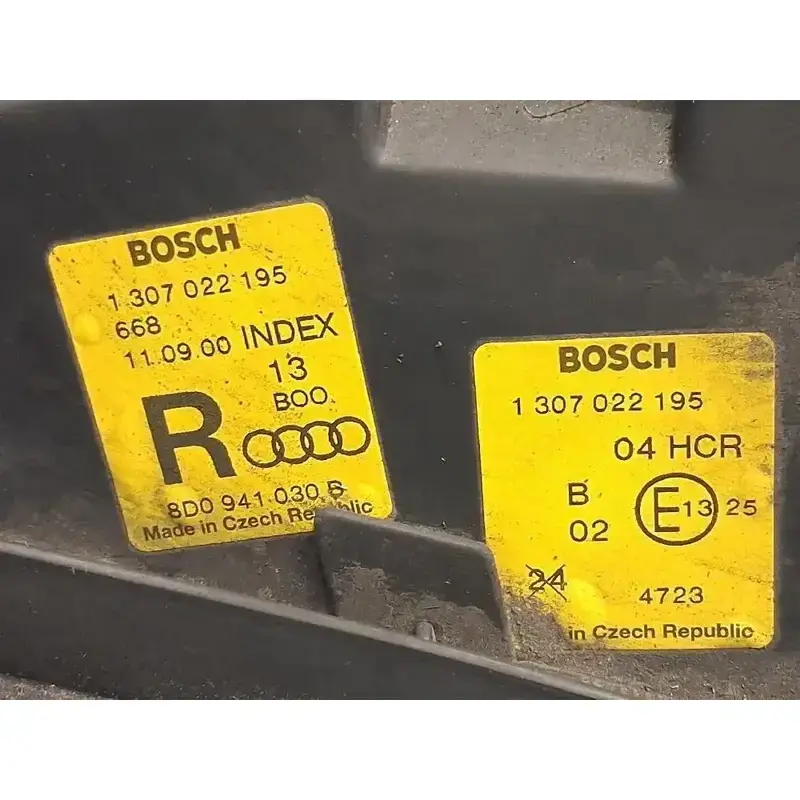 BOSCH
1 307 022 195
668
11.09.00 INDEX
13
BOO.
R
8D0 941 030
Made in Czech Republic
BOSCH
1 307 022 195
04 HCR
B
02
E 13 25
24
4723
in Czech Republic